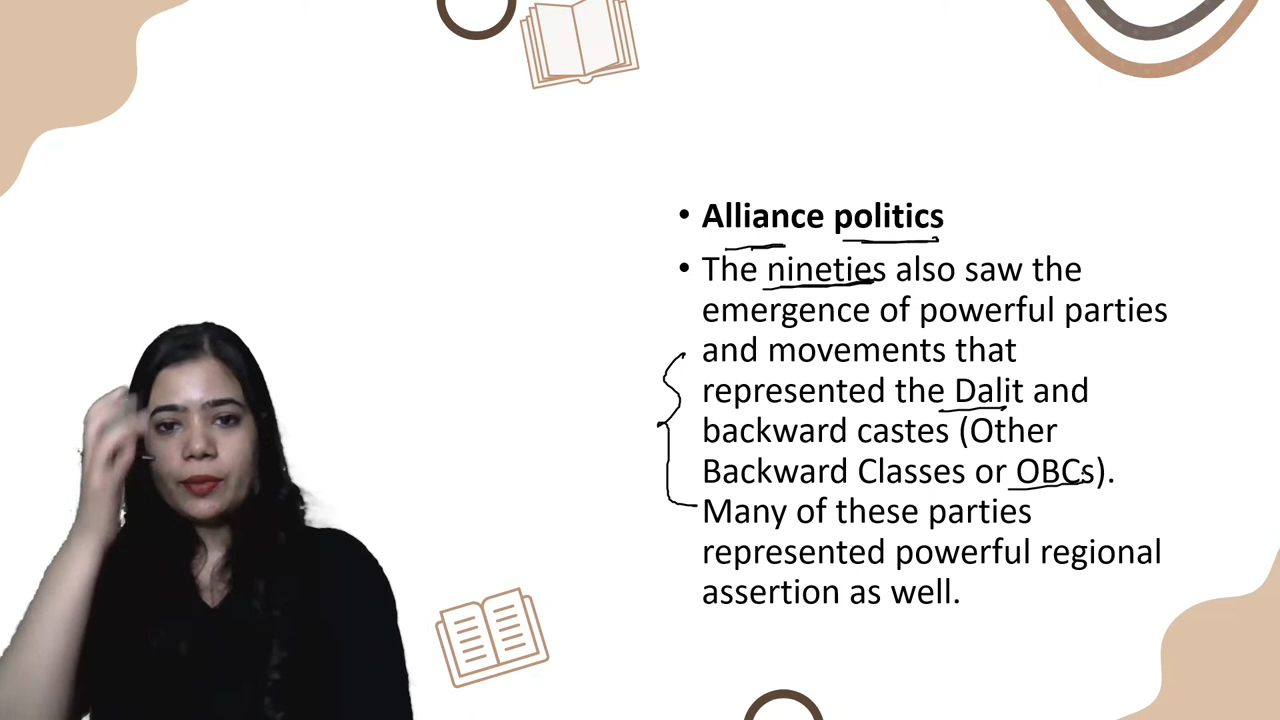 • Alliance politics
• The nineties also saw the
emergence of powerful parties
and movements that
represented the Dalit and
backward castes (Other
Backward Classes or OBCs).
Many of these parties
represented powerful regional
assertion as well.